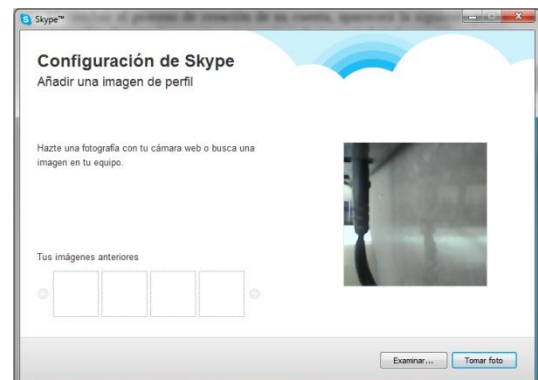 Skype™
Configuración de Skype
Añadir una imagen de perfil
Hazte una fotografía con tu cámara web o busca una
imagen en tu equipo.
Tus imágenes anteriores
Examinar...
Tomar foto